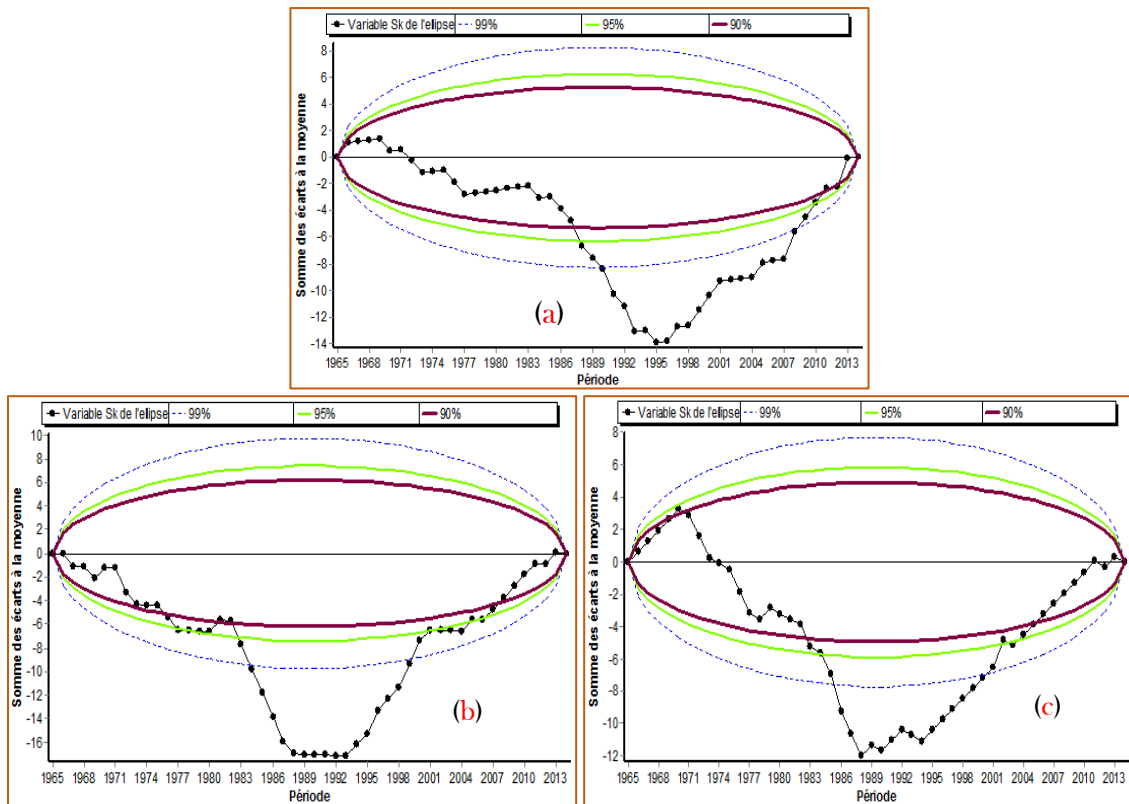 Variable Sk de l'elipse 99% 95% 90%
8
6
4
2
0
-2
-4
-6
-8
-10
-12
-14
Somme des écarts à la moyenne
(a)
1965 1968 1971 1974 1977 1980 1983 1986 1989 1992 1995 1998 2001 2004 2007 2010 2013
Période
Variable Sk de l'elipse 99% 95% 90%
10
8
6
4
2
0
-2
-4
-6
-8
-10
-12
-14
-16
Somme des écarts à la moyenne
(b)
1965 1968 1971 1974 1977 1980 1983 1986 1989 1992 1995 1998 2001 2004 2007 2010 2013
Période
Variable Sk de l'elipse 99% 95% 90%
8
6
4
2
0
-2
-4
-6
-8
-10
-12
Somme des écarts à la moyenne
(c)
1965 1968 1971 1974 1977 1980 1983 1986 1989 1992 1995 1998 2001 2004 2007 2010 2013
Période